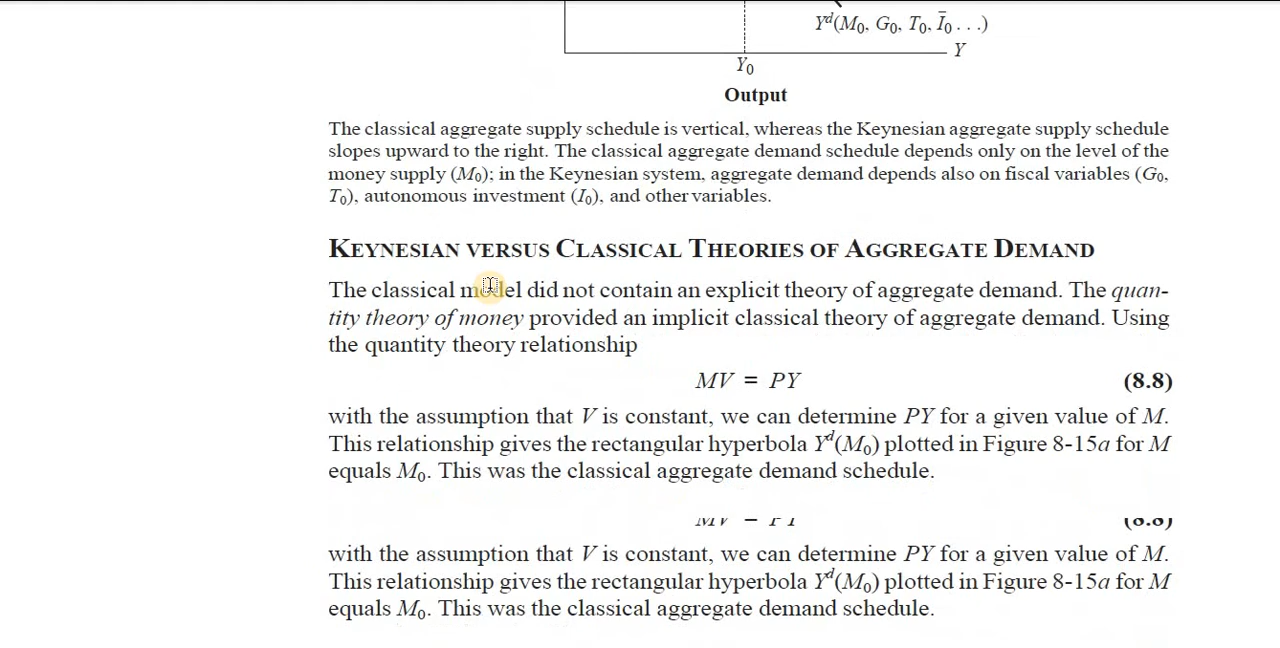 Yᵈ(M₀, G₀, T₀, Ī₀ . . .)
Y
Y₀
Output
The classical aggregate supply schedule is vertical, whereas the Keynesian aggregate supply schedule
slopes upward to the right. The classical aggregate demand schedule depends only on the level of the
money supply (M₀); in the Keynesian system, aggregate demand depends also on fiscal variables (G₀,
T₀), autonomous investment (I₀), and other variables.
KEYNESIAN VERSUS CLASSICAL THEORIES OF AGGREGATE DEMAND
The classical model did not contain an explicit theory of aggregate demand. The quan-
tity theory of money provided an implicit classical theory of aggregate demand. Using
the quantity theory relationship
MV = PY (8.8)
with the assumption that V is constant, we can determine PY for a given value of M.
This relationship gives the rectangular hyperbola Yᵈ(M₀) plotted in Figure 8-15a for M
equals M₀. This was the classical aggregate demand schedule.
with the assumption that V is constant, we can determine PY for a given value of M.
This relationship gives the rectangular hyperbola Yᵈ(M₀) plotted in Figure 8-15a for M
equals M₀. This was the classical aggregate demand schedule.